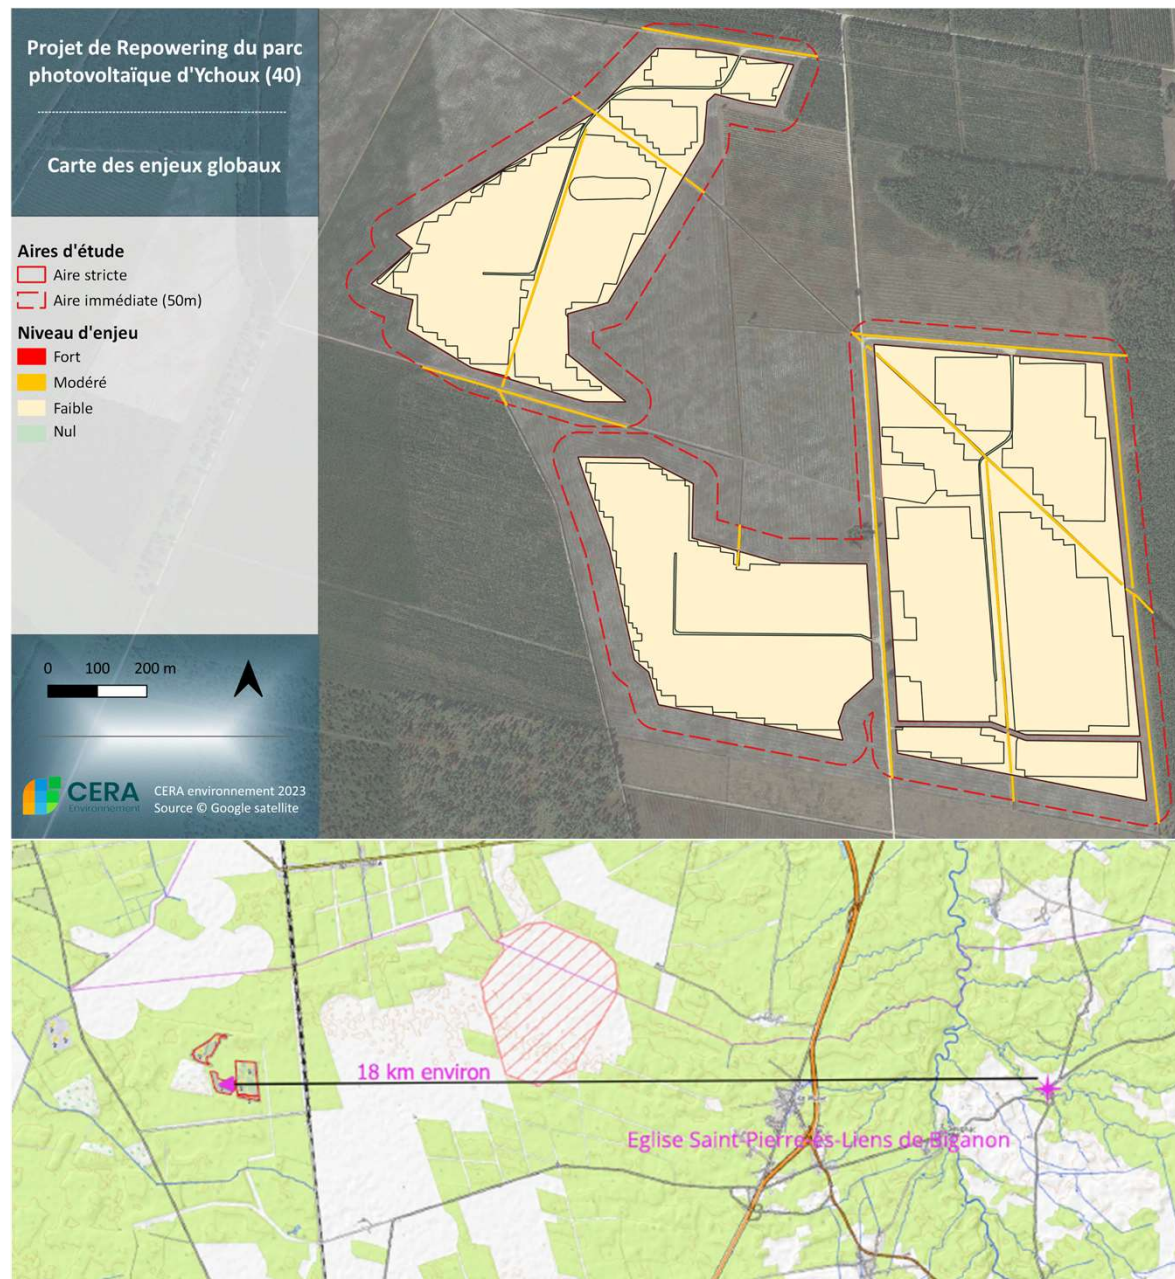 Projet de Repowering du parc
photovoltaïque d'Ychoux (40)
Carte des enjeux globaux
Aires d'étude
Aire stricte
Aire immédiate (50m)
Niveau d'enjeu
Fort
Modéré
Faible
Nul
0 100 200 m
CERA
Environnement
CERA environnement 2023
Source © Google satellite
18 km environ
Eglise Saint-Pierre-ès-Liens de Biganon